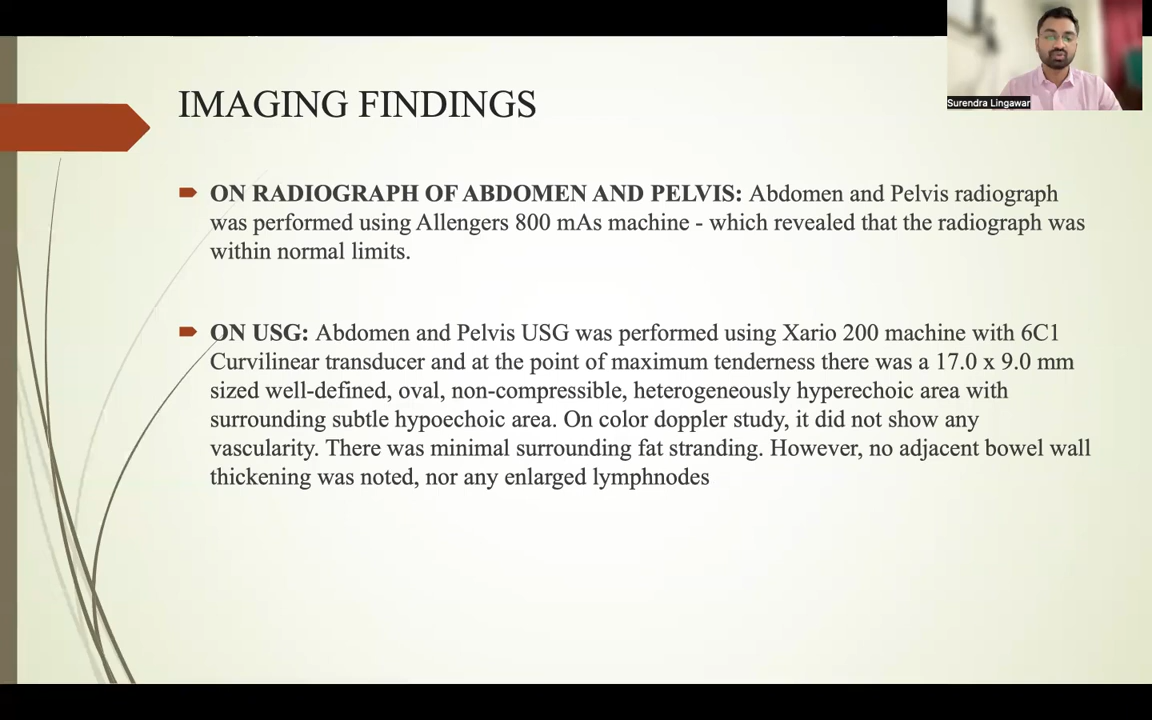 Surendra Lingawar
IMAGING FINDINGS
ON RADIOGRAPH OF ABDOMEN AND PELVIS: Abdomen and Pelvis radiograph
was performed using Allengers 800 mAs machine - which revealed that the radiograph was
within normal limits.
ON USG: Abdomen and Pelvis USG was performed using Xario 200 machine with 6C1
Curvilinear transducer and at the point of maximum tenderness there was a 17.0 x 9.0 mm
sized well-defined, oval, non-compressible, heterogeneously hyperechoic area with
surrounding subtle hypoechoic area. On color doppler study, it did not show any
vascularity. There was minimal surrounding fat stranding. However, no adjacent bowel wall
thickening was noted, nor any enlarged lymphnodes